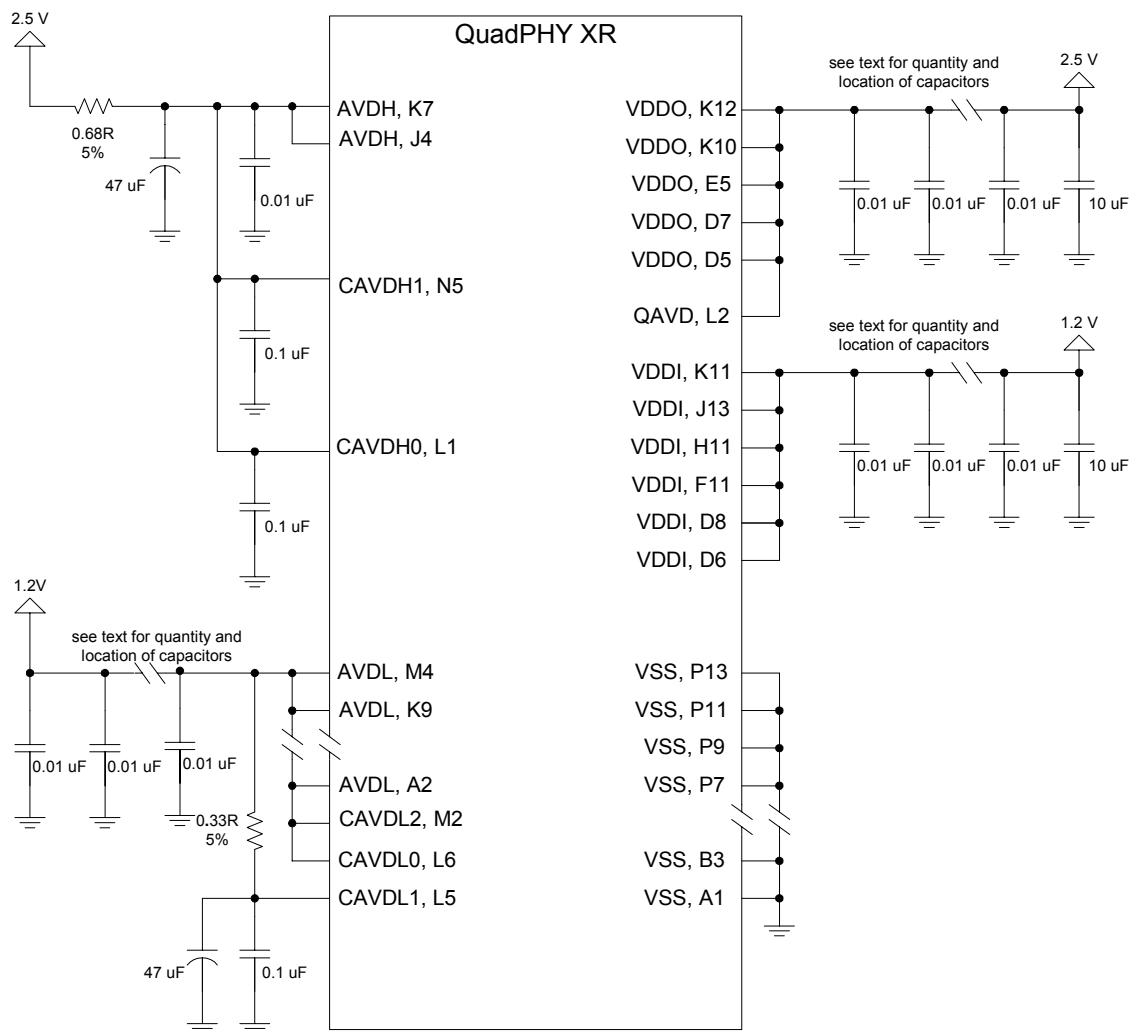 QuadPHY XR
2.5 V
0.68R
5%
47 uF
0.01 uF
AVDH, K7
AVDH, J4
CAVDH1, N5
0.1 uF
CAVDH0, L1
0.1 uF
1.2V
see text for quantity and
location of capacitors
0.01 uF
0.01 uF
0.01 uF
AVDL, M4
AVDL, K9
AVDL, A2
CAVDL2, M2
CAVDL0, L6
CAVDL1, L5
0.33R
5%
47 uF
0.1 uF
see text for quantity and
location of capacitors
2.5 V
VDDO, K12
VDDO, K10
VDDO, E5
VDDO, D7
VDDO, D5
QAVD, L2
0.01 uF
0.01 uF
0.01 uF
10 uF
see text for quantity and
location of capacitors
1.2 V
VDDI, K11
VDDI, J13
VDDI, H11
VDDI, F11
VDDI, D8
VDDI, D6
0.01 uF
0.01 uF
0.01 uF
10 uF
VSS, P13
VSS, P11
VSS, P9
VSS, P7
VSS, B3
VSS, A1